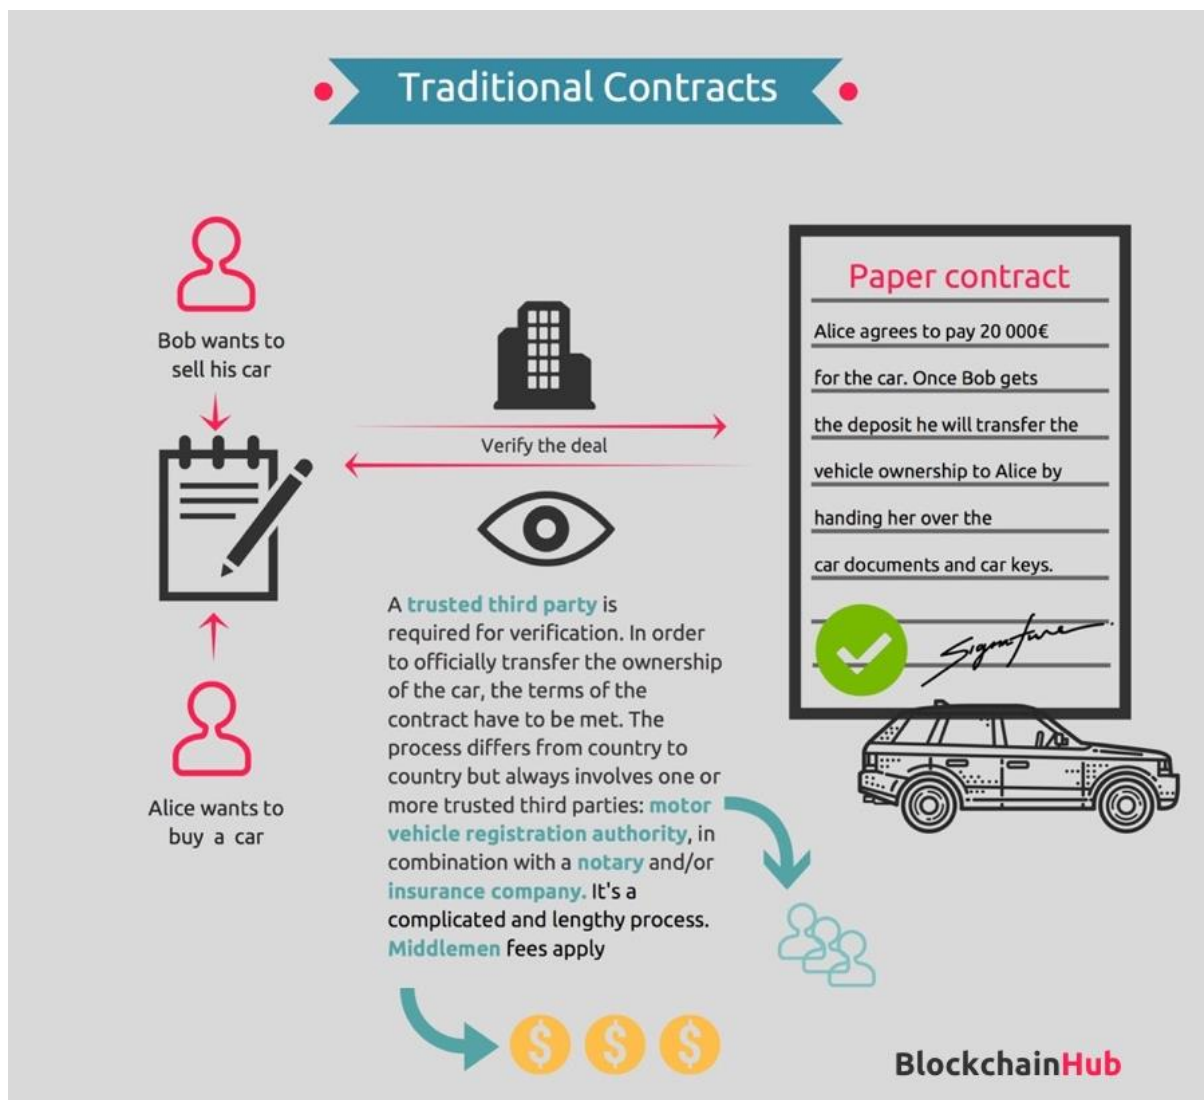 Traditional Contracts
Bob wants to
sell his car
Alice wants to
buy a car
Verify the deal
A trusted third party is
required for verification. In order
to officially transfer the ownership
of the car, the terms of the
contract have to be met. The
process differs from country to
country but always involves one or
more trusted third parties: motor
vehicle registration authority, in
combination with a notary and/or
insurance company. It's a
complicated and lengthy process.
Middlemen fees apply
$ $ $
Paper contract
Alice agrees to pay 20 000€
for the car. Once Bob gets
the deposit he will transfer the
vehicle ownership to Alice by
handing her over the
car documents and car keys.
Signature
BlockchainHub